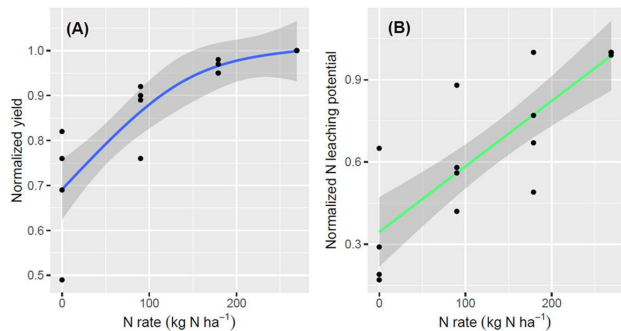 (A)
Normalized yield
1.0
0.9
0.8
0.7
0.6
0.5
0
100
200
N rate (kg N ha⁻¹)
(B)
Normalized N leaching potential
0.9
0.6
0.3
0
100
200
N rate (kg N ha⁻¹)